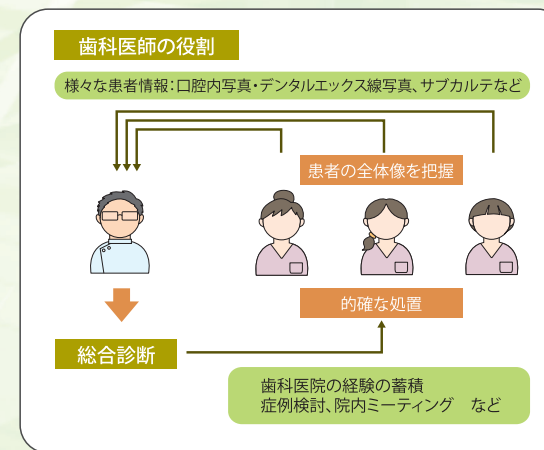 歯科医師の役割
様々な患者情報：口腔内写真・デンタルエックス線写真、サブカルテなど
患者の全体像を把握
的確な処置
総合診断
歯科医院の経験の蓄積
症例検討、院内ミーティング　など